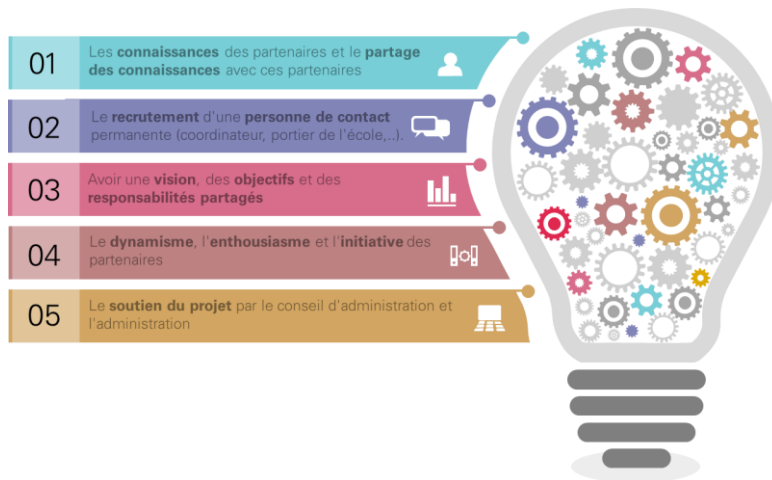 01
Les connaissances des partenaires et le partage
des connaissances avec ces partenaires
02
Le recrutement d'une personne de contact
permanente (coordinateur, portier de l'école,..).
03
Avoir une vision, des objectifs et des
responsabilités partagés
04
Le dynamisme, l'enthousiasme et l'initiative des
partenaires
05
Le soutien du projet par le conseil d'administration et
l'administration